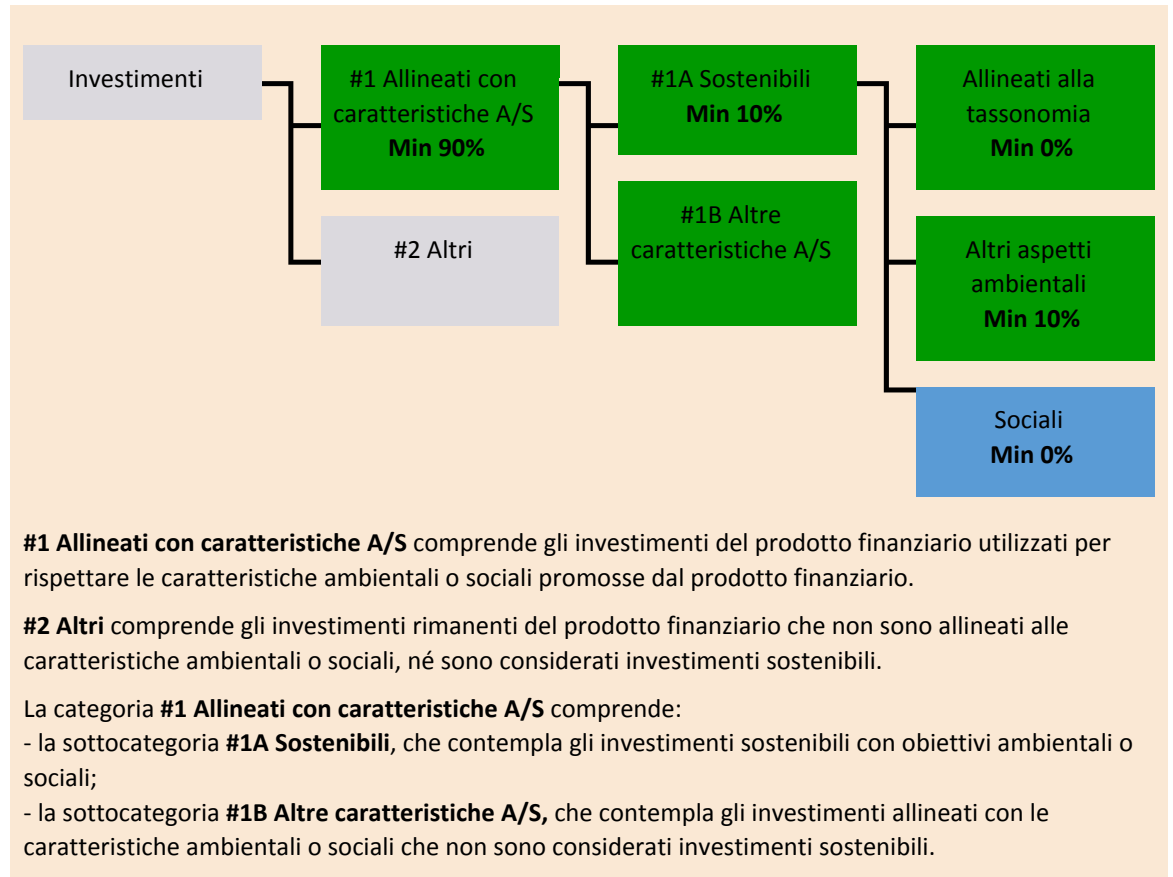 Investimenti
#1 Allineati con
caratteristiche A/S
Min 90%
#2 Altri
#1A Sostenibili
Min 10%
#1B Altre
caratteristiche A/S
Allineati alla
tassonomia
Min 0%
Altri aspetti
ambientali
Min 10%
Sociali
Min 0%
#1 Allineati con caratteristiche A/S comprende gli investimenti del prodotto finanziario utilizzati per
rispettare le caratteristiche ambientali o sociali promosse dal prodotto finanziario.
#2 Altri comprende gli investimenti rimanenti del prodotto finanziario che non sono allineati alle
caratteristiche ambientali o sociali, né sono considerati investimenti sostenibili.
La categoria #1 Allineati con caratteristiche A/S comprende:
- la sottocategoria #1A Sostenibili, che contempla gli investimenti sostenibili con obiettivi ambientali o
sociali;
- la sottocategoria #1B Altre caratteristiche A/S, che contempla gli investimenti allineati con le
caratteristiche ambientali o sociali che non sono considerati investimenti sostenibili.